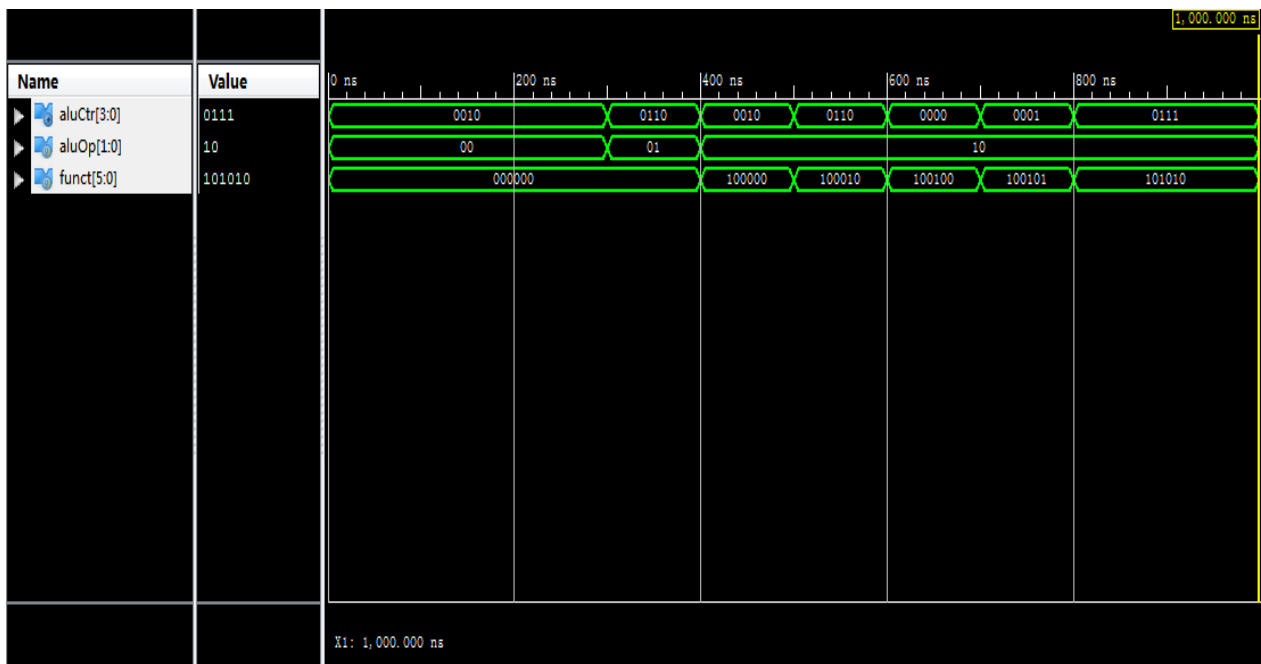 1,000.000 ns
Name Value 0 ns 200 ns 400 ns 600 ns 800 ns
aluCtr[3:0] 0111 0010 0110 0010 0110 0000 0001 0111
aluOp[1:0] 10 00 01 10
funct[5:0] 101010 000000 100000 100010 100100 100101 101010
X1: 1,000.000 ns